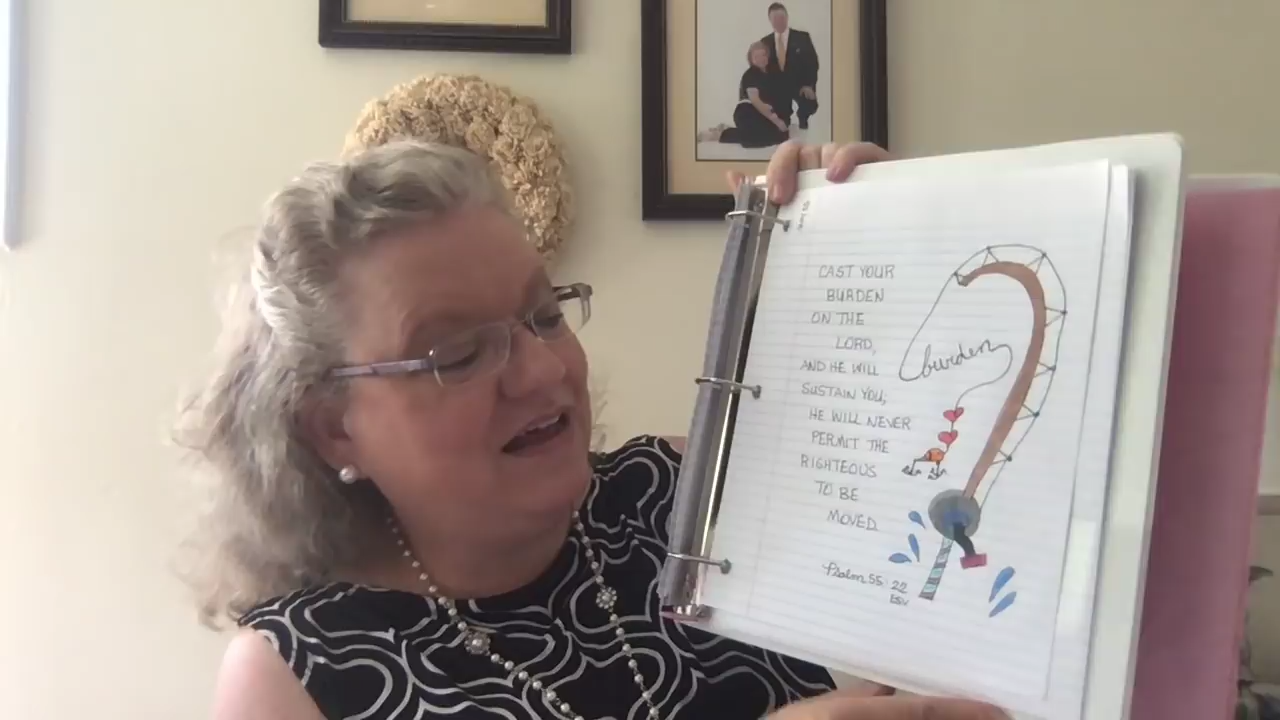 CAST YOUR
BURDEN
ON THE
LORD,
AND HE WILL
SUSTAIN YOU;
HE WILL NEVER
PERMIT THE
RIGHTEOUS
TO BE
MOVED.
Psalm 55:22
ESV
burden